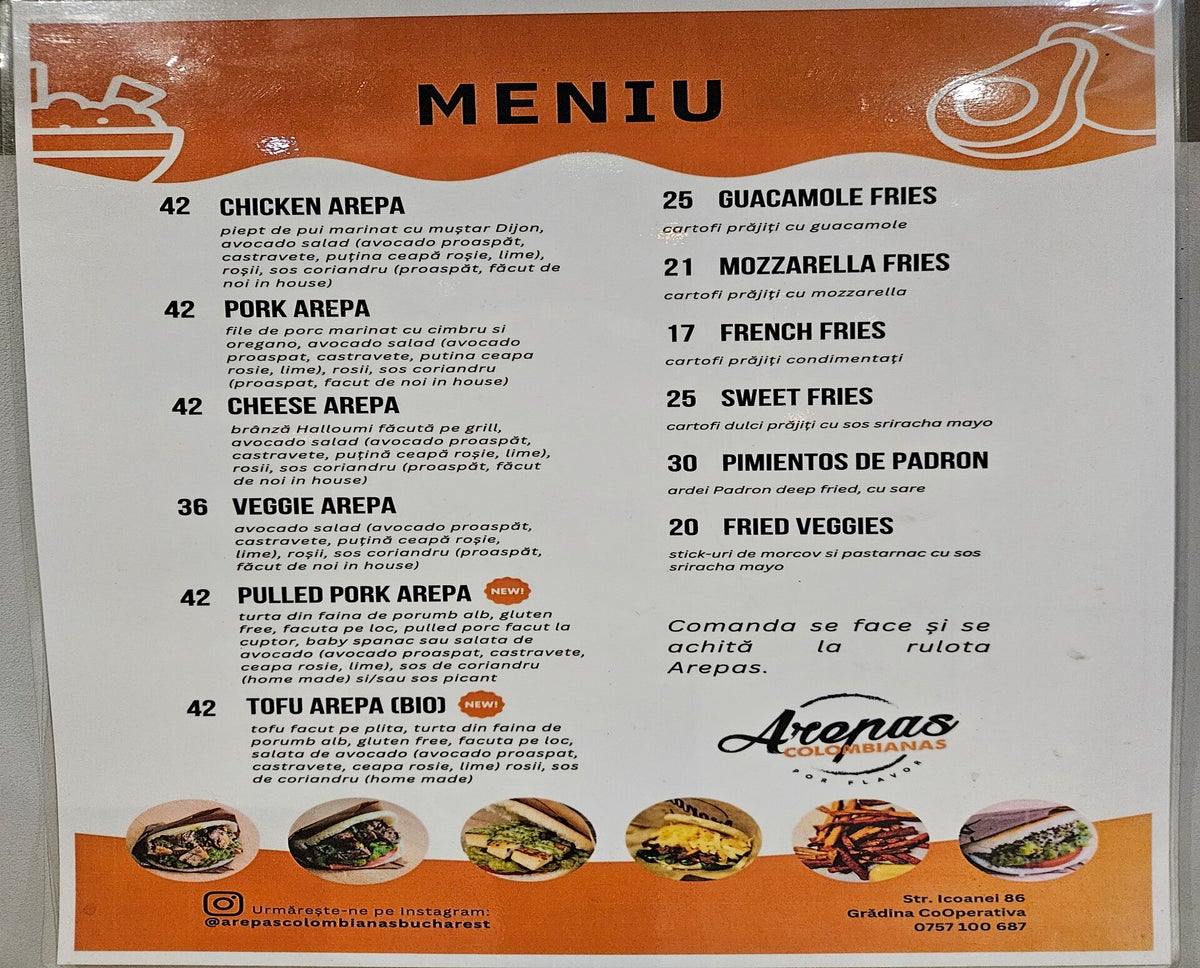 MENIU
42 CHICKEN AREPA
piept de pui marinat cu muștar Dijon,
avocado salad (avocado proaspăt,
castravete, puțina ceapă roșie, lime),
roșii, sos coriandru (proaspăt, făcut de
noi in house)
42 PORK AREPA
file de porc marinat cu cimbru si
oregano, avocado salad (avocado
proaspat, castravete, putina ceapa
rosie, lime), rosii, sos coriandru
(proaspat, facut de noi in house)
42 CHEESE AREPA
brânză Halloumi făcută pe grill,
avocado salad (avocado proaspăt,
castravete, puțină ceapă roșie, lime),
rosii, sos coriandru (proaspăt, făcut
de noi in house)
36 VEGGIE AREPA
avocado salad (avocado proaspăt,
castravete, puțină ceapă roșie,
lime), roșii, sos coriandru (proaspăt,
făcut de noi in house)
42 PULLED PORK AREPA NEW!
turta din faina de porumb alb, gluten
free, facuta pe loc, pulled porc facut la
cuptor, baby spanac sau salata de
avocado (avocado proaspat, castravete,
ceapa rosie, lime), sos de coriandru
(home made) si/sau sos picant
42 TOFU AREPA (BIO) NEW!
tofu facut pe plita, turta din faina de
porumb alb, gluten free, facuta pe loc,
salata de avocado (avocado proaspat,
castravete, ceapa rosie, lime) rosii, sos
de coriandru (home made)
25 GUACAMOLE FRIES
cartofi prăjiți cu guacamole
21 MOZZARELLA FRIES
cartofi prăjiți cu mozzarella
17 FRENCH FRIES
cartofi prăjiți condimentați
25 SWEET FRIES
cartofi dulci prăjiți cu sos sriracha mayo
30 PIMIENTOS DE PADRON
ardei Padron deep fried, cu sare
20 FRIED VEGGIES
stick-uri de morcov si pastarnac cu sos
sriracha mayo
Comanda se face și se
achită la rulota
Arepas.
Arepas
COLOMBIANAS
POR FLAVOR
Urmărește-ne pe Instagram:
@arepascolombianasbucharest
Str. Icoanei 86
Grădina CoOperativa
0757 100 687